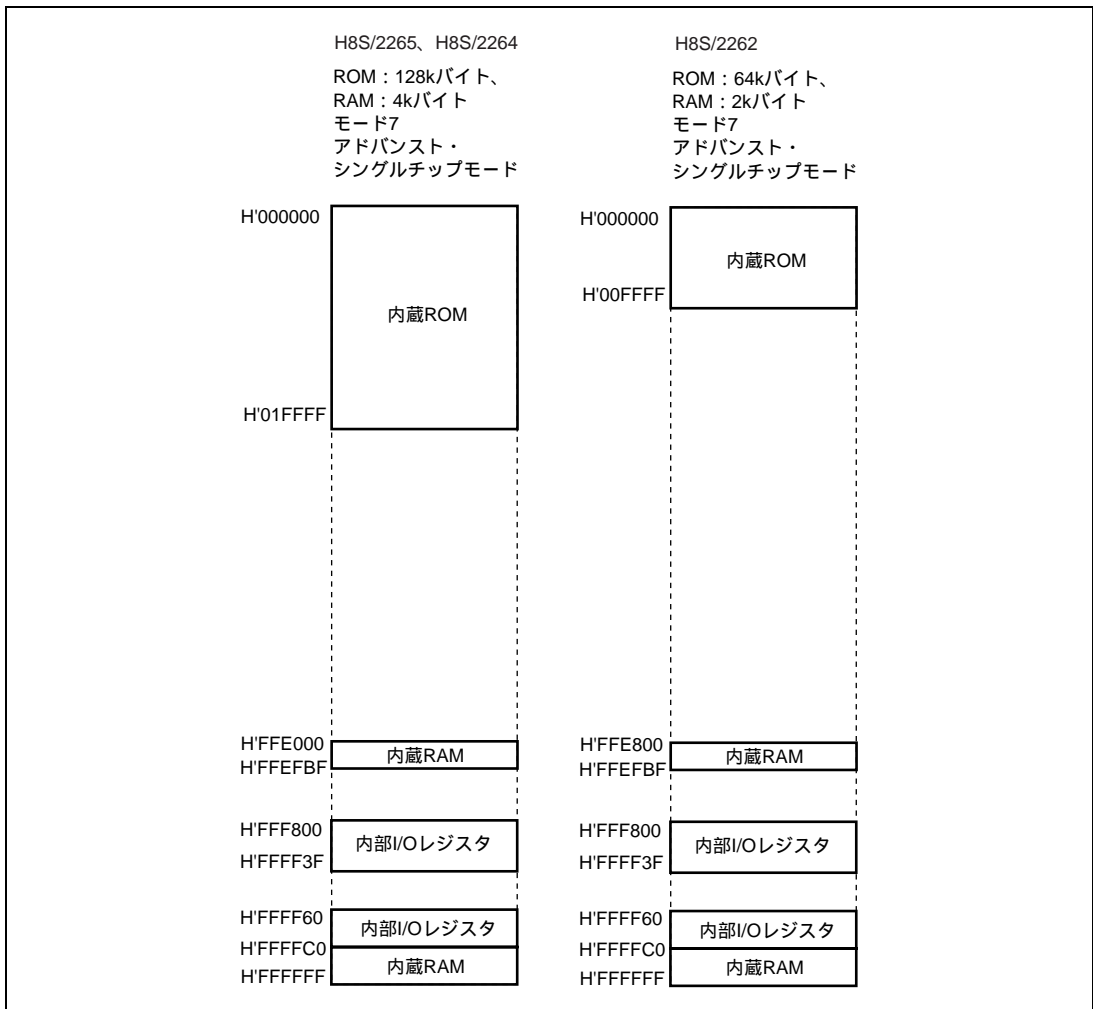 H8S/2265、H8S/2264
ROM：128kバイト、
RAM：4kバイト
モード7
アドバンスト・
シングルチップモード
H'000000
内蔵ROM
H'01FFFF
H'FFE000
内蔵RAM
H'FFEFBF
H'FFF800
内部I/Oレジスタ
H'FFFF3F
H'FFFF60
内部I/Oレジスタ
H'FFFFC0
内蔵RAM
H'FFFFFF
H8S/2262
ROM：64kバイト、
RAM：2kバイト
モード7
アドバンスト・
シングルチップモード
H'000000
内蔵ROM
H'00FFFF
H'FFE800
内蔵RAM
H'FFEFBF
H'FFF800
内部I/Oレジスタ
H'FFFF3F
H'FFFF60
内部I/Oレジスタ
H'FFFFC0
内蔵RAM
H'FFFFFF